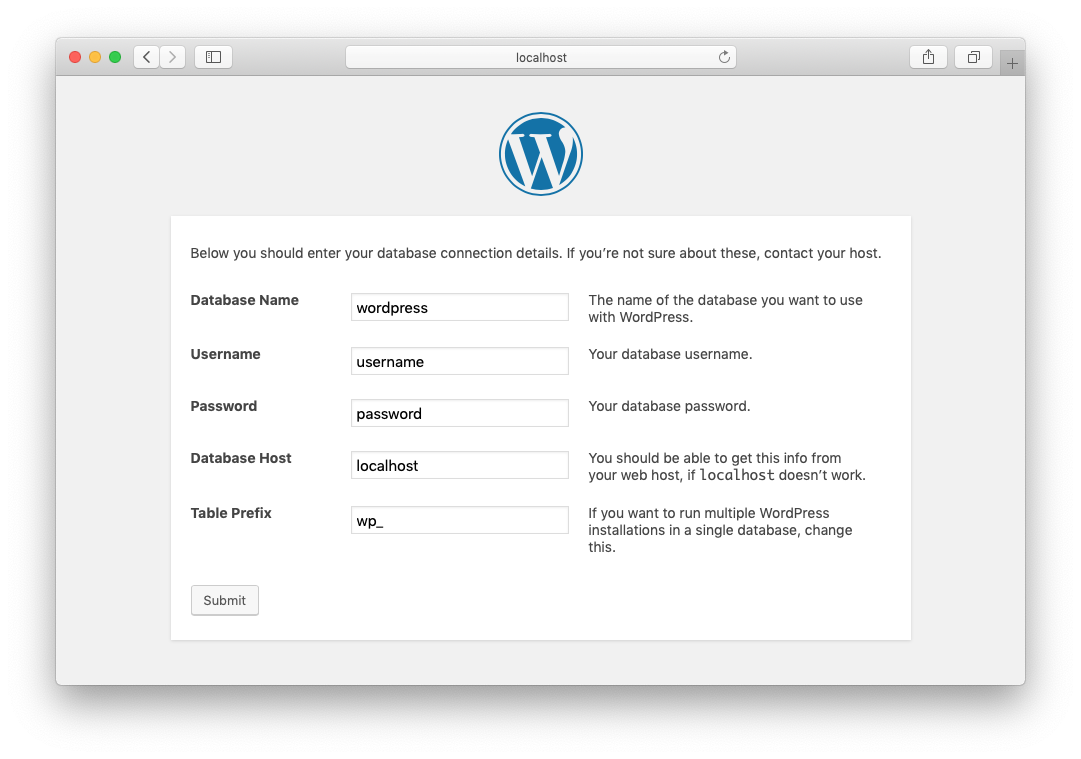 localhost
Below you should enter your database connection details. If you’re not sure about these, contact your host.
Database Name
wordpress
The name of the database you want to use
with WordPress.
Username
username
Your database username.
Password
password
Your database password.
Database Host
localhost
You should be able to get this info from
your web host, if localhost doesn’t work.
Table Prefix
wp_
If you want to run multiple WordPress
installations in a single database, change
this.
Submit